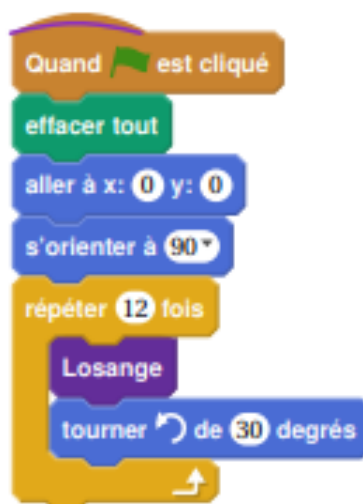 Quand est cliqué
effacer tout
aller à x: 0 y: 0
s'orienter à 90
répéter 12 fois
Losange
tourner de 30 degrés